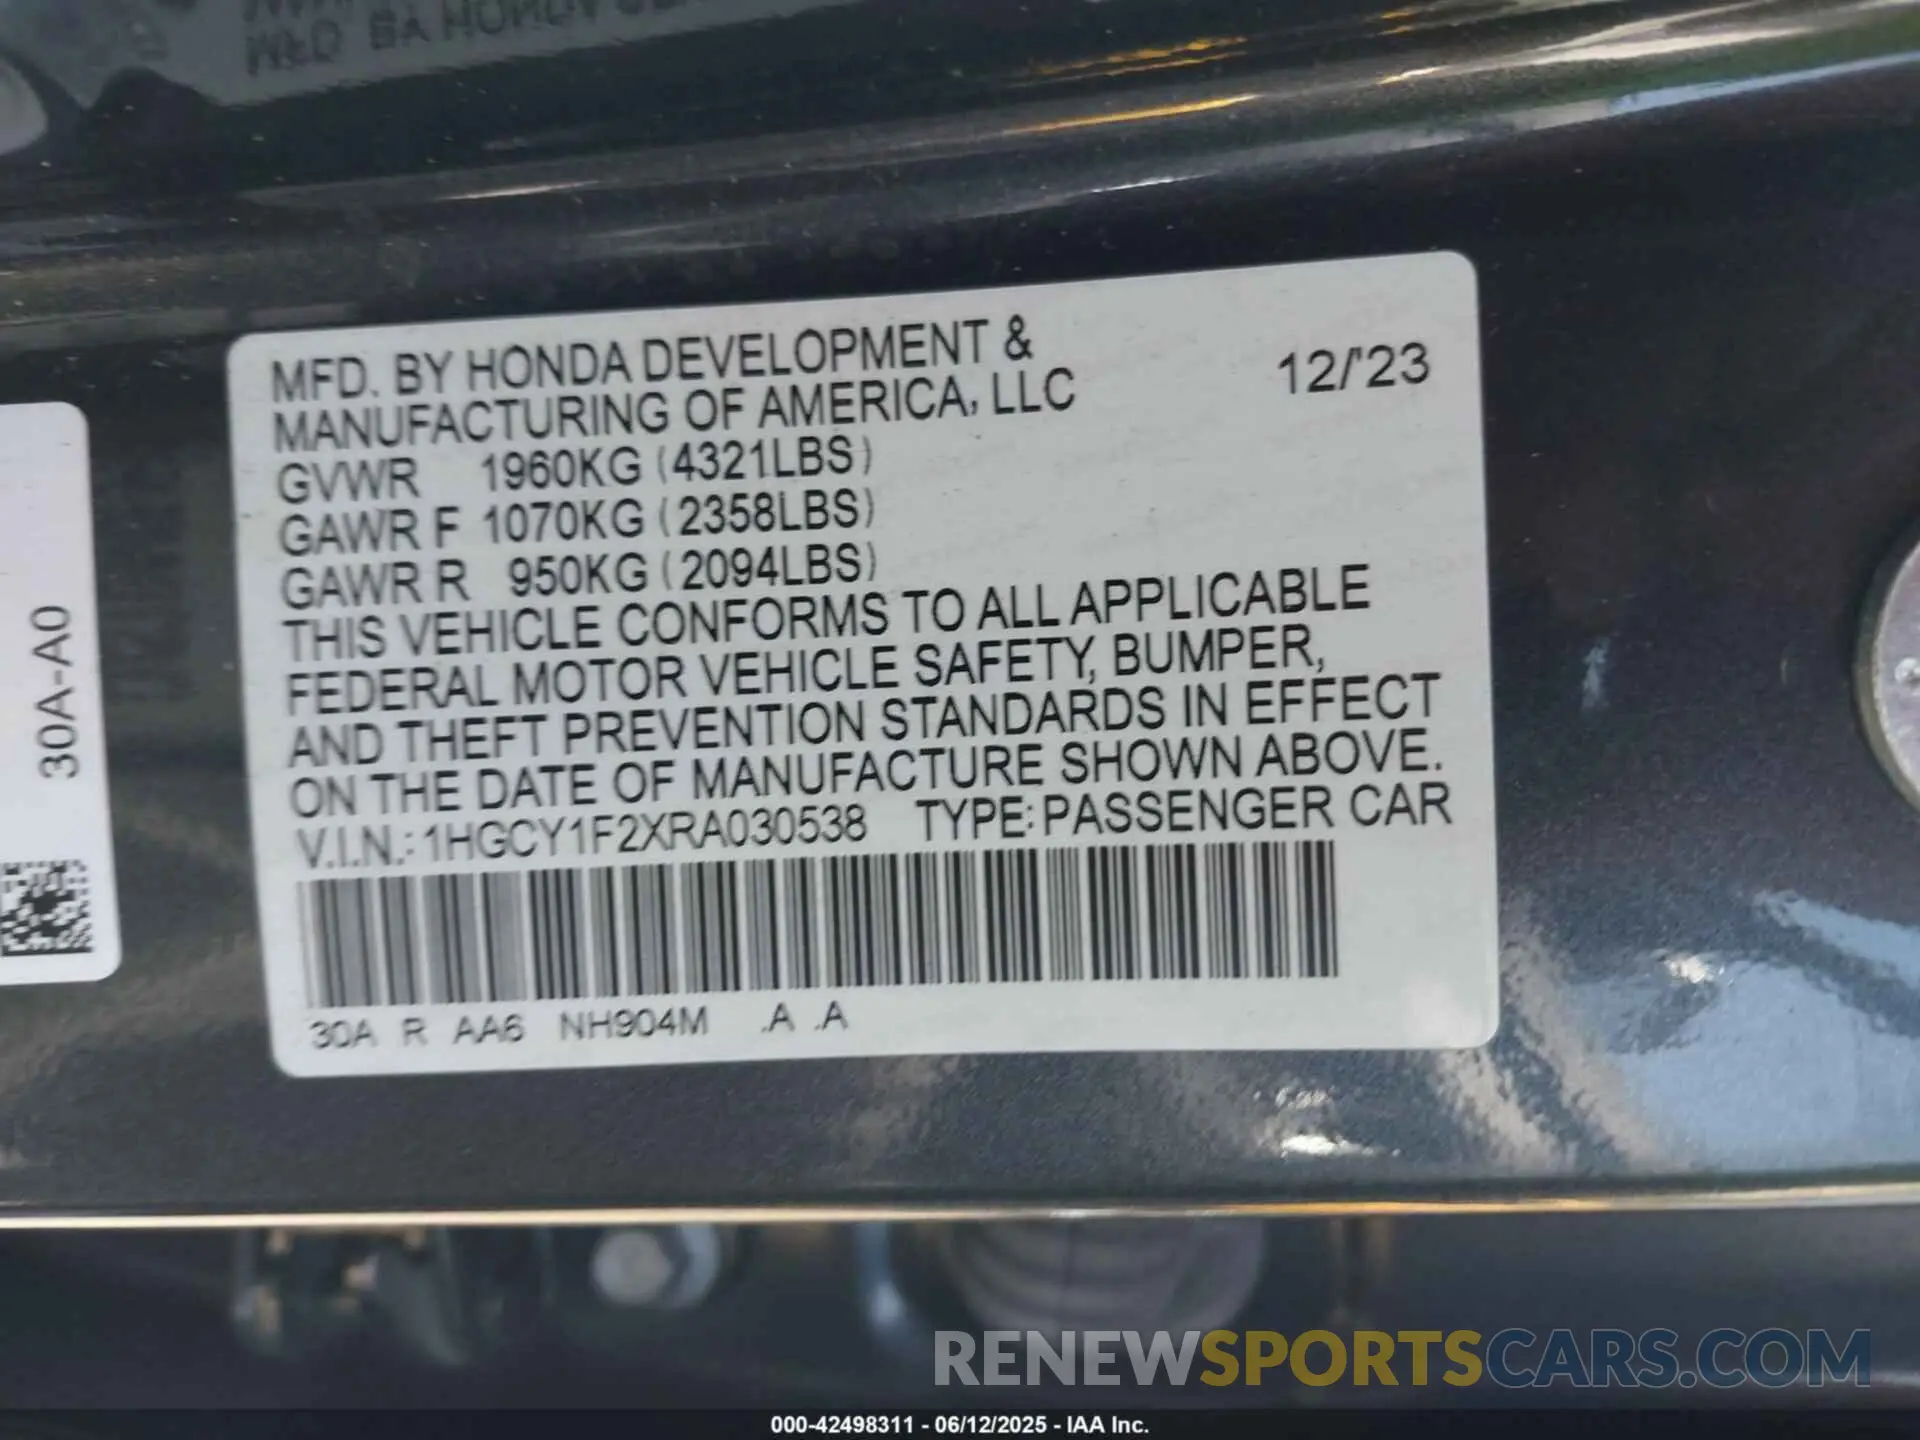 MFD. BY HONDA DEVELOPMENT &
MANUFACTURING OF AMERICA, LLC 12/'23
GVWR 1960KG (4321LBS)
GAWR F 1070KG (2358LBS)
GAWR R 950KG (2094LBS)
THIS VEHICLE CONFORMS TO ALL APPLICABLE
FEDERAL MOTOR VEHICLE SAFETY, BUMPER,
AND THEFT PREVENTION STANDARDS IN EFFECT
ON THE DATE OF MANUFACTURE SHOWN ABOVE.
V.I.N.: 1HGCY1F2XRA030538 TYPE: PASSENGER CAR
30A R AA6 NH904M .A .A
30A-A0
RENEWSPORTSCARS.COM
000-42498311 - 06/12/2025 - IAA Inc.